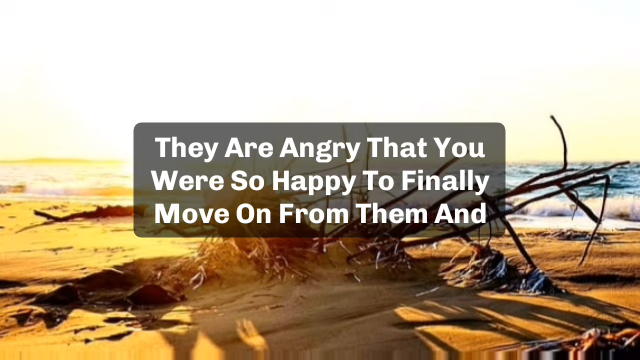 They Are Angry That You
Were So Happy To Finally
Move On From Them And